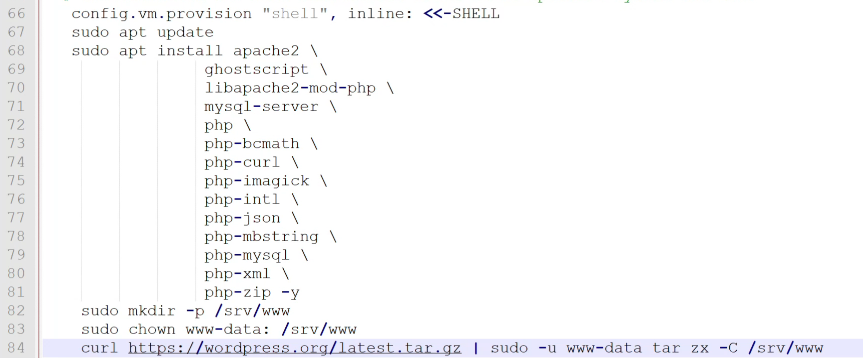 66 config.vm.provision "shell", inline: <<-SHELL
67 sudo apt update
68 sudo apt install apache2 \
69 ghostscript \
70 libapache2-mod-php \
71 mysql-server \
72 php \
73 php-bcmath \
74 php-curl \
75 php-imagick \
76 php-intl \
77 php-json \
78 php-mbstring \
79 php-mysql \
80 php-xml \
81 php-zip -y
82 sudo mkdir -p /srv/www
83 sudo chown www-data: /srv/www
84 curl https://wordpress.org/latest.tar.gz | sudo -u www-data tar zx -C /srv/www